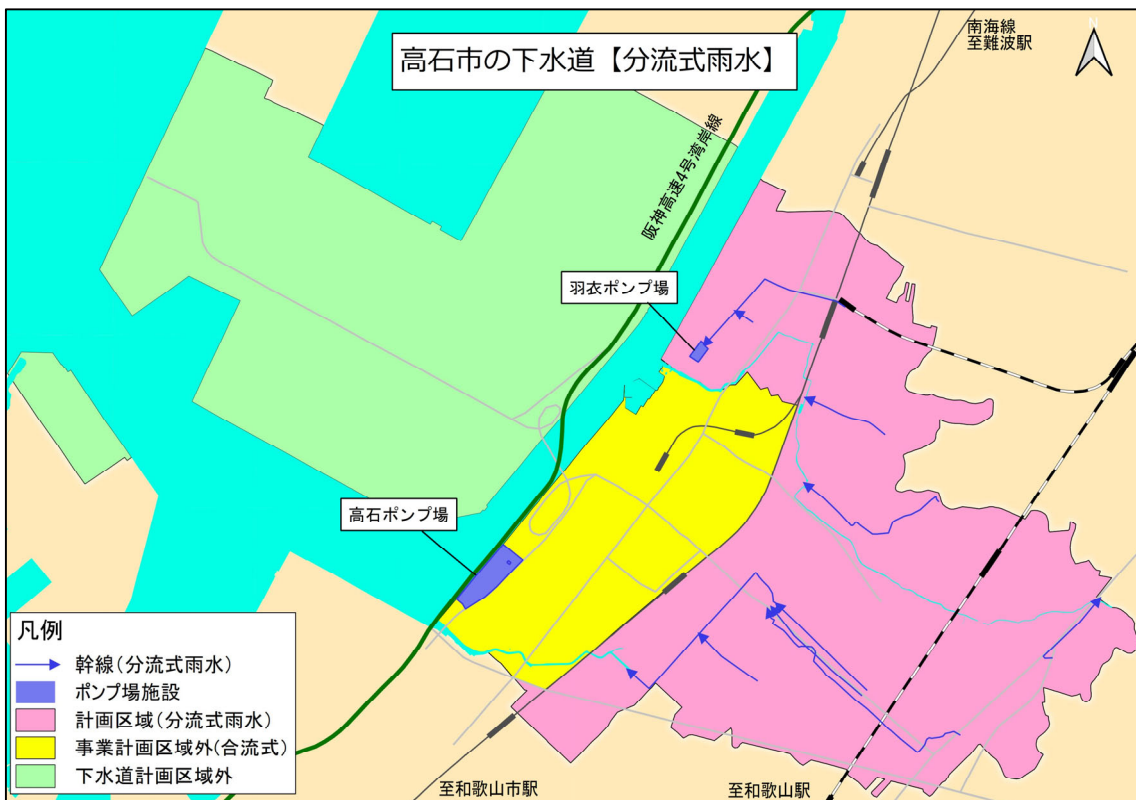 高石市の下水道【分流式雨水】
南海線
至難波駅
N
阪神高速4号湾岸線
羽衣ポンプ場
高石ポンプ場
凡例
幹線(分流式雨水)
ポンプ場施設
計画区域(分流式雨水)
事業計画区域外(合流式)
下水道計画区域外
至和歌山市駅
至和歌山駅